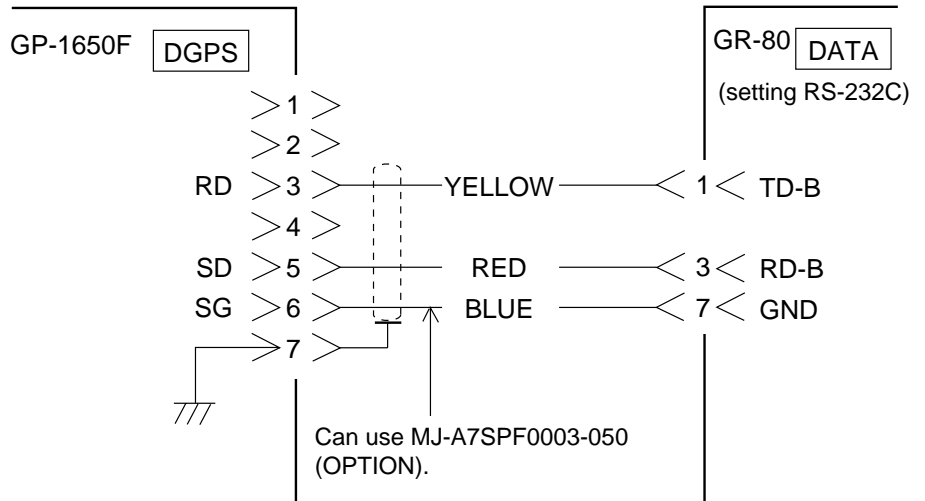 GP-1650F DGPS
GR-80 DATA
(setting RS-232C)
1
2
RD 3 YELLOW 1 TD-B
4
SD 5 RED 3 RD-B
SG 6 BLUE 7 GND
7
Can use MJ-A7SPF0003-050
(OPTION).